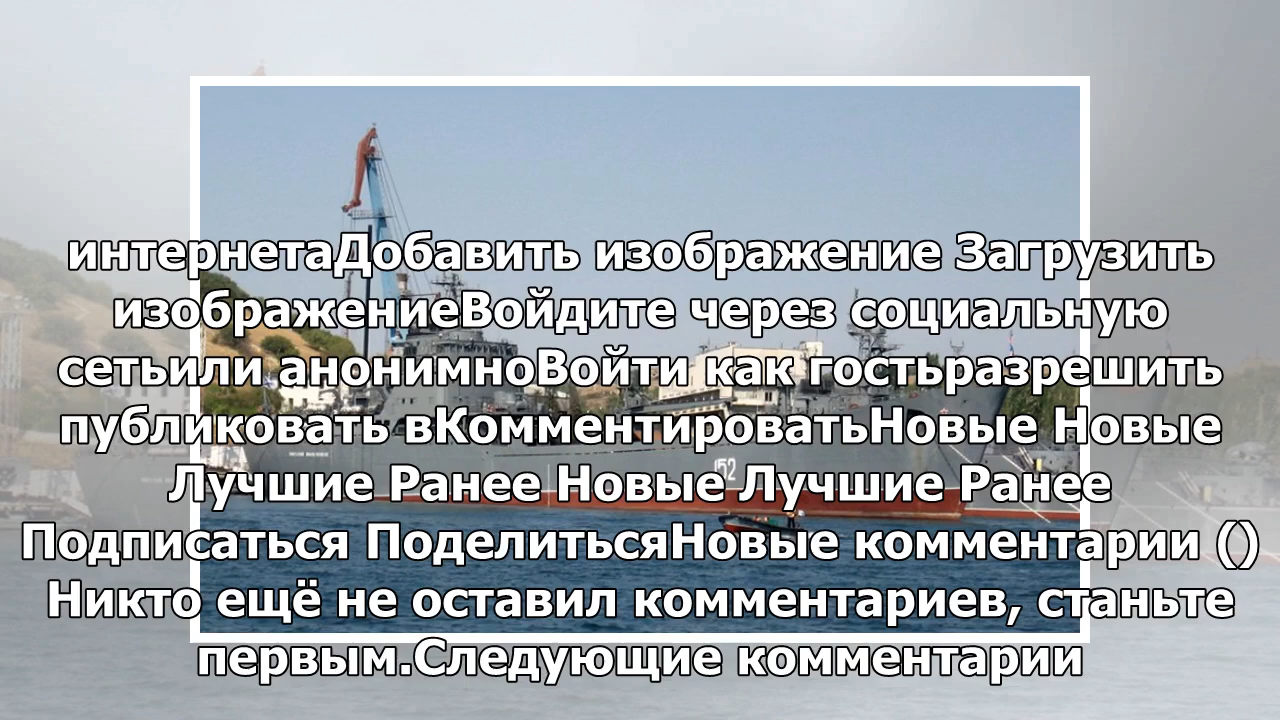 интернетаДобавить изображение Загрузить
изображениеВойдите через социальную
сетьили анонимноВойти как гостьразрешить
публиковать вКомментироватьНовые Новые
Лучшие Ранее Новые Лучшие Ранее
Подписаться ПоделитьсяНовые комментарии ()
Никто ещё не оставил комментариев, станьте
первым.Следующие комментарии
152